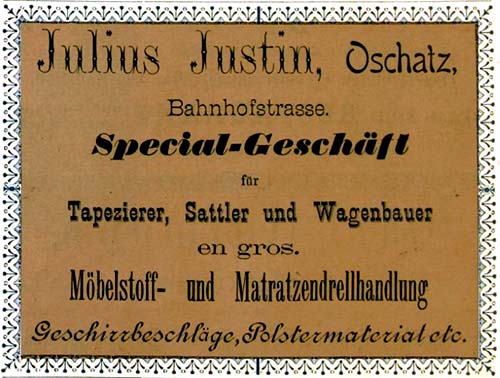 Julius Justin, Oschatz,
Bahnhofstrasse.
Special-Geschäft
für
Tapezierer, Sattler und Wagenbauer
en gros.
Möbelstoff- und Matratzendrellhandlung
Geschirrbeschläge, Polstermaterial etc.